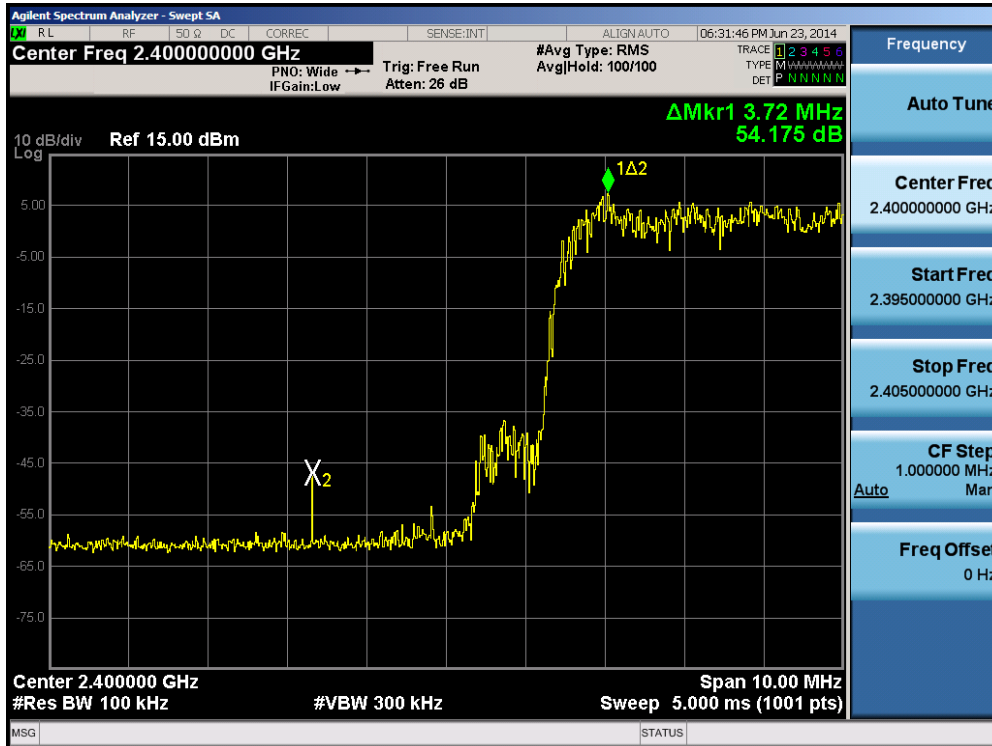 Agilent Spectrum Analyzer - Swept SA
LXI RL RF 50 Ω DC CORREC SENSE:INT ALIGN AUTO 06:31:46 PM Jun 23, 2014
Center Freq 2.400000000 GHz
PNO: Wide
IFGain:Low
Trig: Free Run
Atten: 26 dB
#Avg Type: RMS
Avg|Hold: 100/100
TRACE 1 2 3 4 5 6
TYPE M
DET P N N N N N
ΔMkr1 3.72 MHz
54.175 dB
10 dB/div Ref 15.00 dBm
Log
1Δ2
5.00
-5.00
-15.0
-25.0
-35.0
-45.0
X2
-55.0
-65.0
-75.0
Center 2.400000 GHz Span 10.00 MHz
#Res BW 100 kHz #VBW 300 kHz Sweep 5.000 ms (1001 pts)
MSG STATUS
Frequency
Auto Tune
Center Freq
2.400000000 GHz
Start Freq
2.395000000 GHz
Stop Freq
2.405000000 GHz
CF Step
1.000000 MHz
Auto Man
Freq Offset
0 Hz